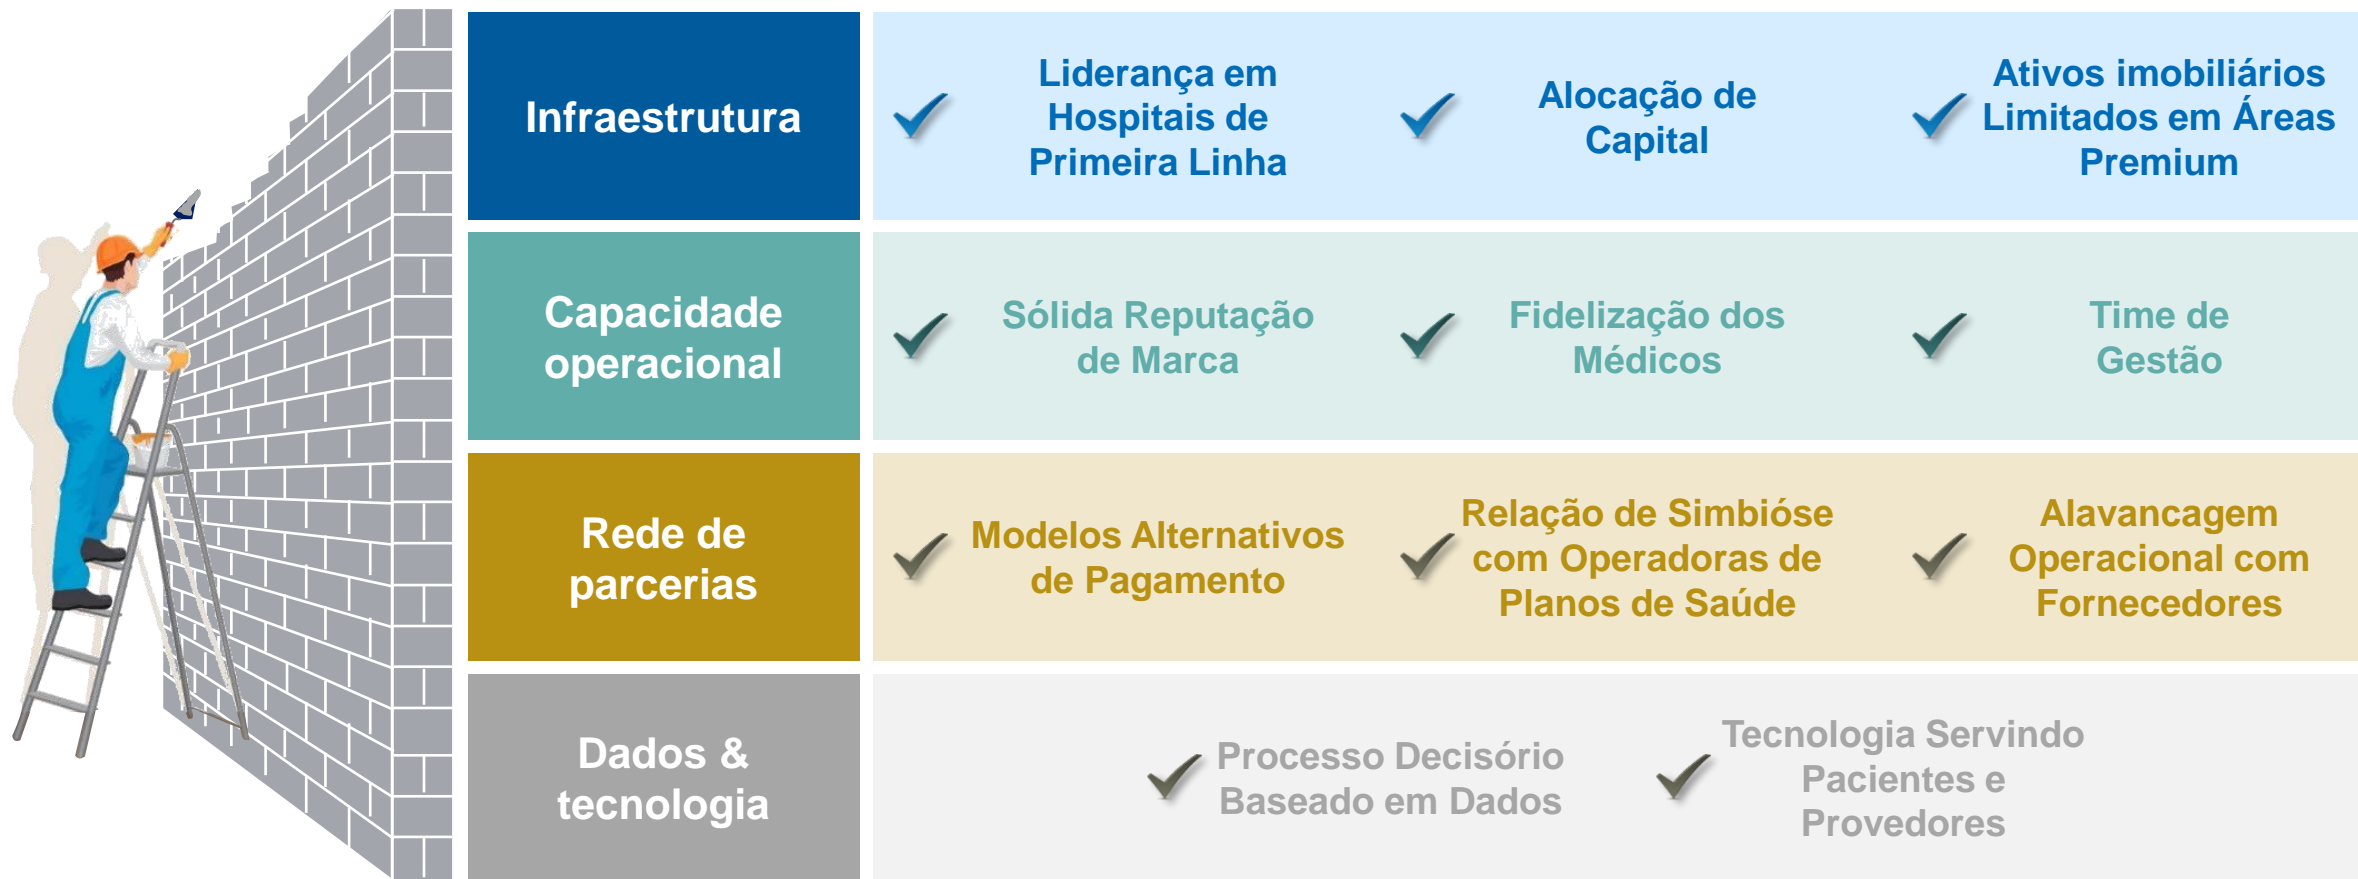 Infraestrutura
Liderança em
Hospitais de
Primeira Linha
Alocação de
Capital
Ativos imobiliários
Limitados em Áreas
Premium
Capacidade
operacional
Sólida Reputação
de Marca
Fidelização dos
Médicos
Time de
Gestão
Rede de
parcerias
Modelos Alternativos
de Pagamento
Relação de Simbióse
com Operadoras de
Planos de Saúde
Alavancagem
Operacional com
Fornecedores
Dados &
tecnologia
Processo Decisório
Baseado em Dados
Tecnologia Servindo
Pacientes e
Provedores